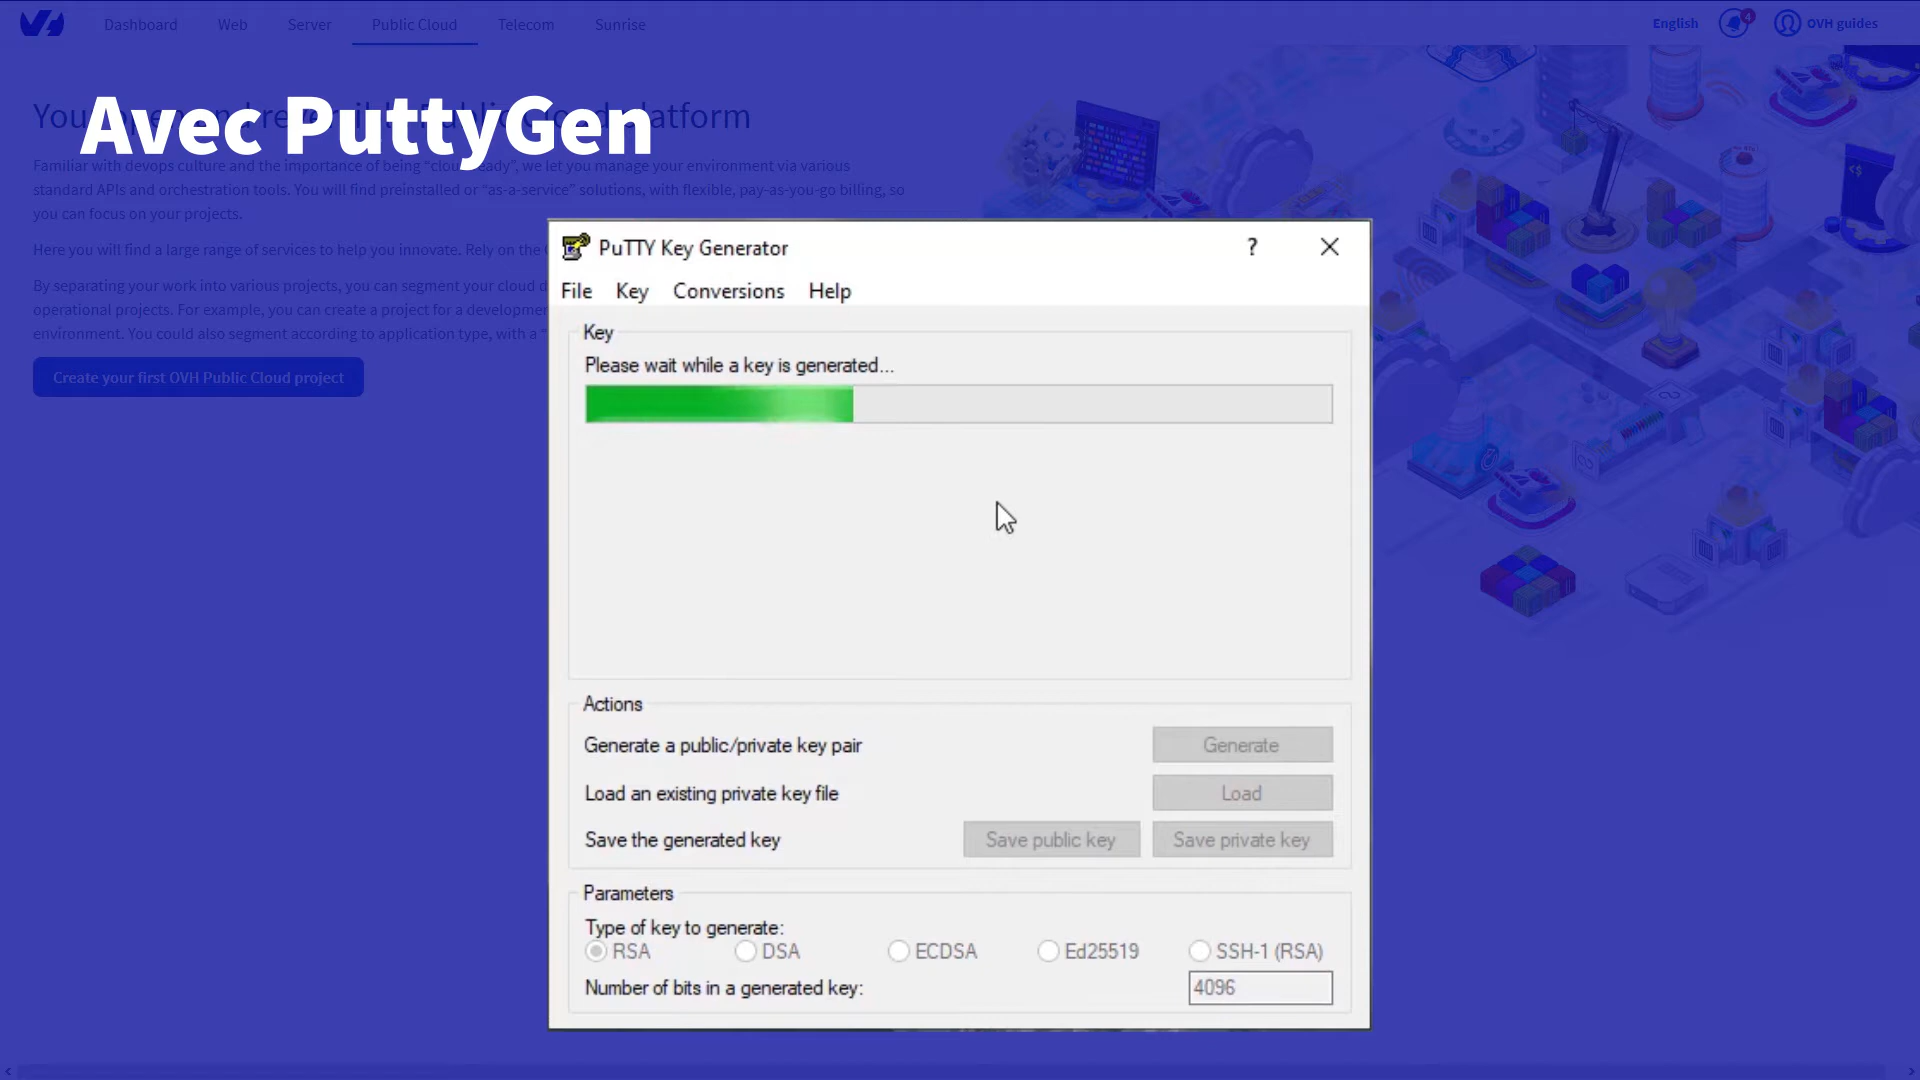 Dashboard
Web
Server
Public Cloud
Telecom
Sunrise
English
4
OVH guides
Avec PuttyGen
platform
Familiar with devops culture and the importance of being “cloud ready”, we let you manage your environment via various
standard APIs and orchestration tools. You will find preinstalled or “as-a-service” solutions, with flexible, pay-as-you-go billing, so
you can focus on your projects.
Here you will find a large range of services to help you innovate. Rely on the
By separating your work into various projects, you can segment your cloud
operational projects. For example, you can create a project for a
environment. You could also segment according to application type, with a “
Create your first OVH Public Cloud project
PuTTY Key Generator
?
File
Key
Conversions
Help
Key
Please wait while a key is generated...
Actions
Generate a public/private key pair
Generate
Load an existing private key file
Load
Save the generated key
Save public key
Save private key
Parameters
Type of key to generate:
RSA
DSA
ECDSA
Ed25519
SSH-1 (RSA)
Number of bits in a generated key:
4096